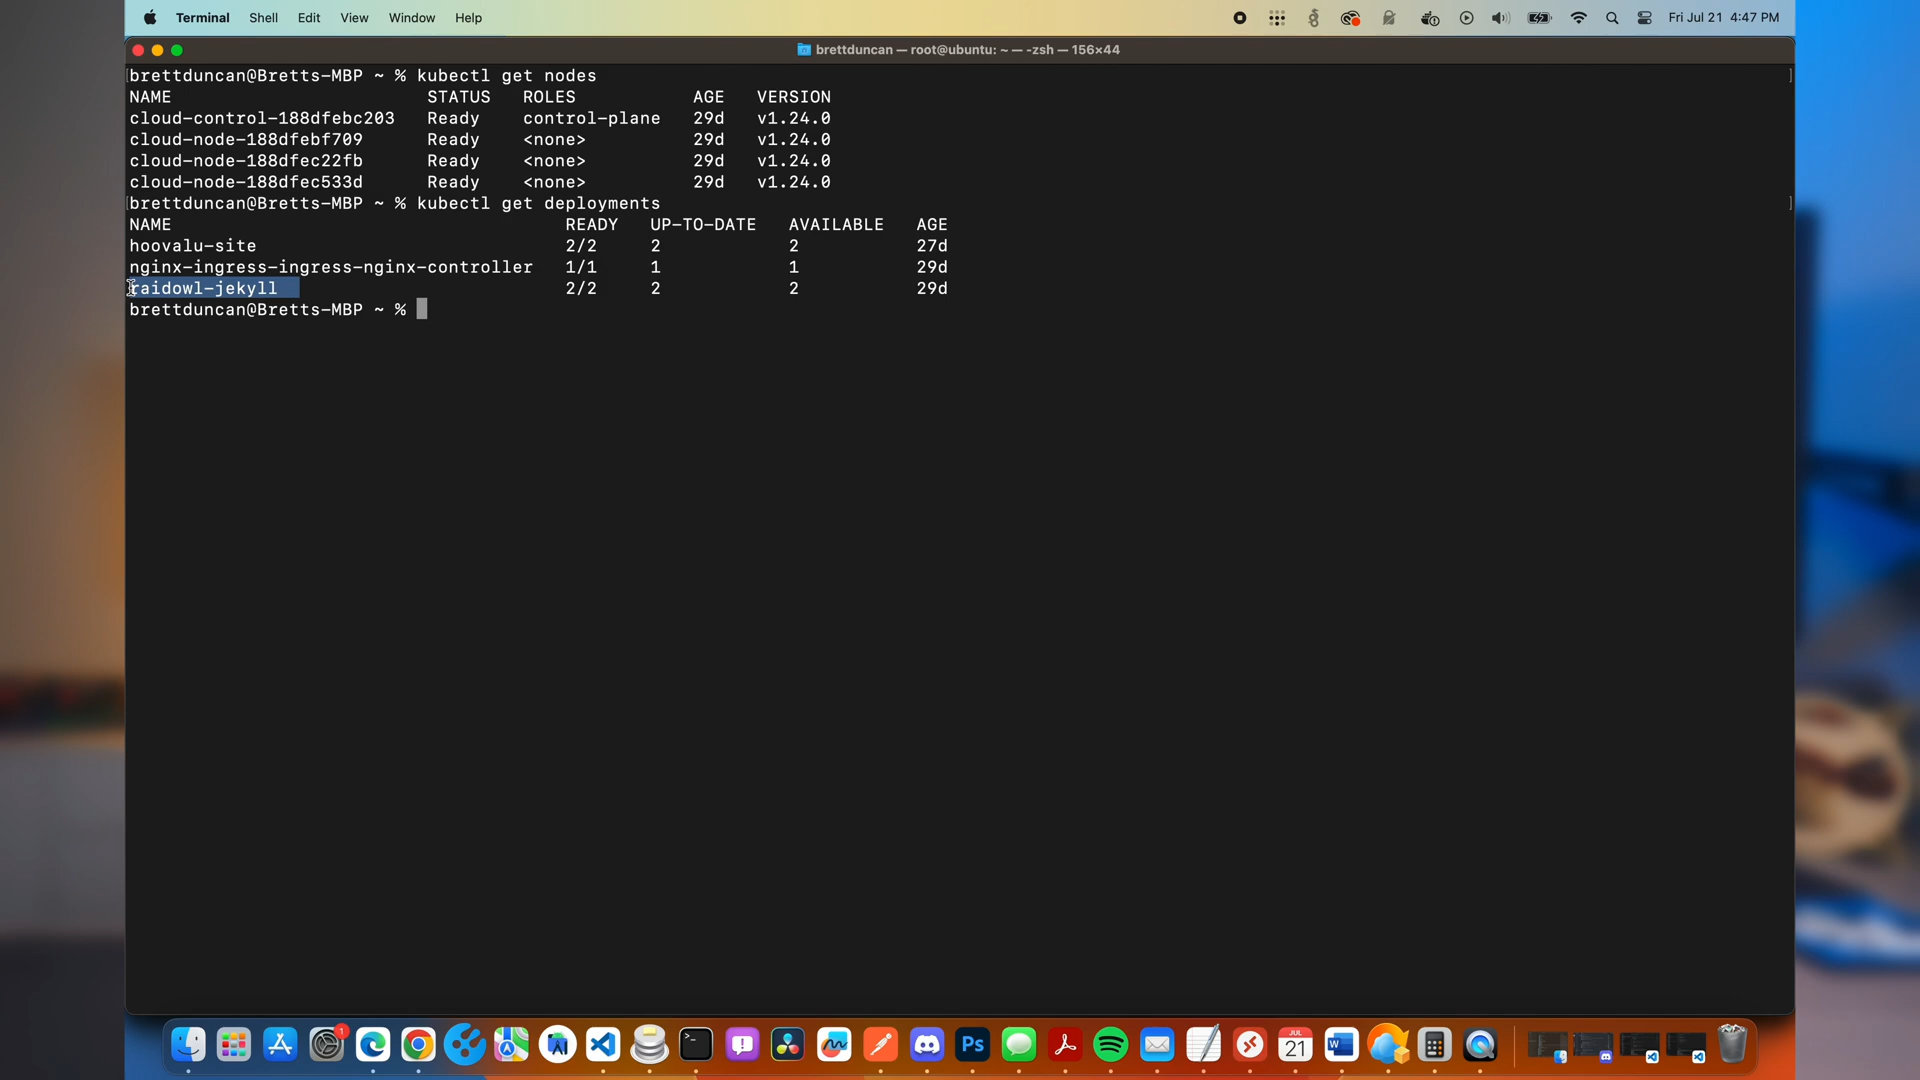 Terminal Shell Edit View Window Help Fri Jul 21 4:47 PM
brettduncan — root@ubuntu: ~ — -zsh — 156×44
[brettduncan@Bretts-MBP ~ % kubectl get nodes ]
NAME STATUS ROLES AGE VERSION
cloud-control-188dfebc203 Ready control-plane 29d v1.24.0
cloud-node-188dfebf709 Ready <none> 29d v1.24.0
cloud-node-188dfec22fb Ready <none> 29d v1.24.0
cloud-node-188dfec533d Ready <none> 29d v1.24.0
[brettduncan@Bretts-MBP ~ % kubectl get deployments ]
NAME READY UP-TO-DATE AVAILABLE AGE
hoovalu-site 2/2 2 2 27d
nginx-ingress-ingress-nginx-controller 1/1 1 1 29d
raidowl-jekyll 2/2 2 2 29d
brettduncan@Bretts-MBP ~ %
1 >_ Ps JUL 21 W